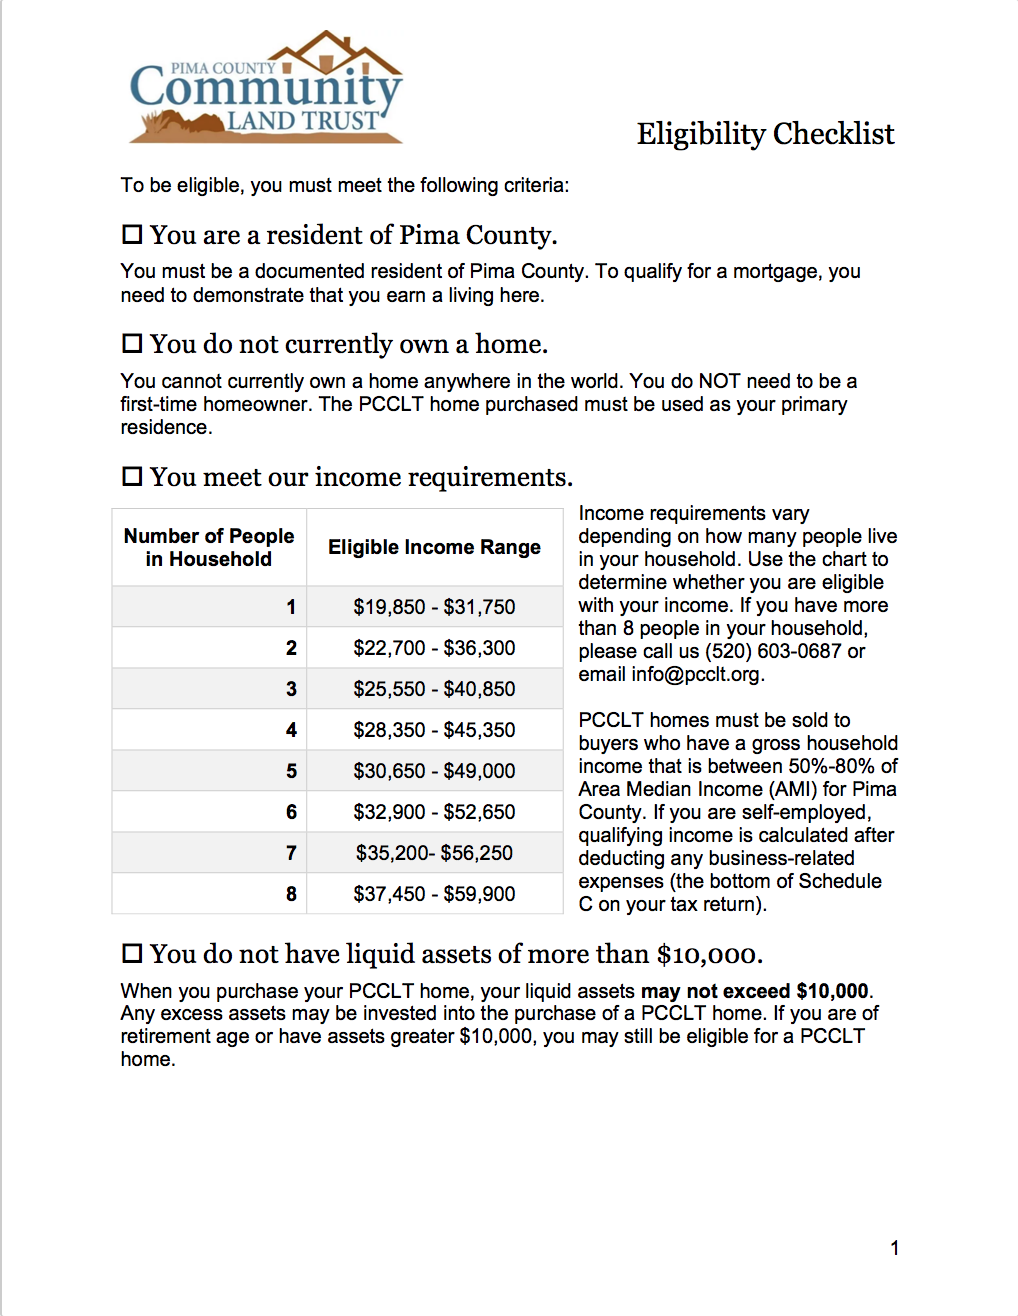 PIMA COUNTY
Community
LAND TRUST
Eligibility Checklist
To be eligible, you must meet the following criteria:
☐ You are a resident of Pima County.
You must be a documented resident of Pima County. To qualify for a mortgage, you
need to demonstrate that you earn a living here.
☐ You do not currently own a home.
You cannot currently own a home anywhere in the world. You do NOT need to be a
first-time homeowner. The PCCLT home purchased must be used as your primary
residence.
☐ You meet our income requirements.
Number of People
in Household
Eligible Income Range
1 $19,850 - $31,750
2 $22,700 - $36,300
3 $25,550 - $40,850
4 $28,350 - $45,350
5 $30,650 - $49,000
6 $32,900 - $52,650
7 $35,200- $56,250
8 $37,450 - $59,900
Income requirements vary
depending on how many people live
in your household. Use the chart to
determine whether you are eligible
with your income. If you have more
than 8 people in your household,
please call us (520) 603-0687 or
email info@pcclt.org.
PCCLT homes must be sold to
buyers who have a gross household
income that is between 50%-80% of
Area Median Income (AMI) for Pima
County. If you are self-employed,
qualifying income is calculated after
deducting any business-related
expenses (the bottom of Schedule
C on your tax return).
☐ You do not have liquid assets of more than $10,000.
When you purchase your PCCLT home, your liquid assets may not exceed $10,000.
Any excess assets may be invested into the purchase of a PCCLT home. If you are of
retirement age or have assets greater $10,000, you may still be eligible for a PCCLT
home.
1